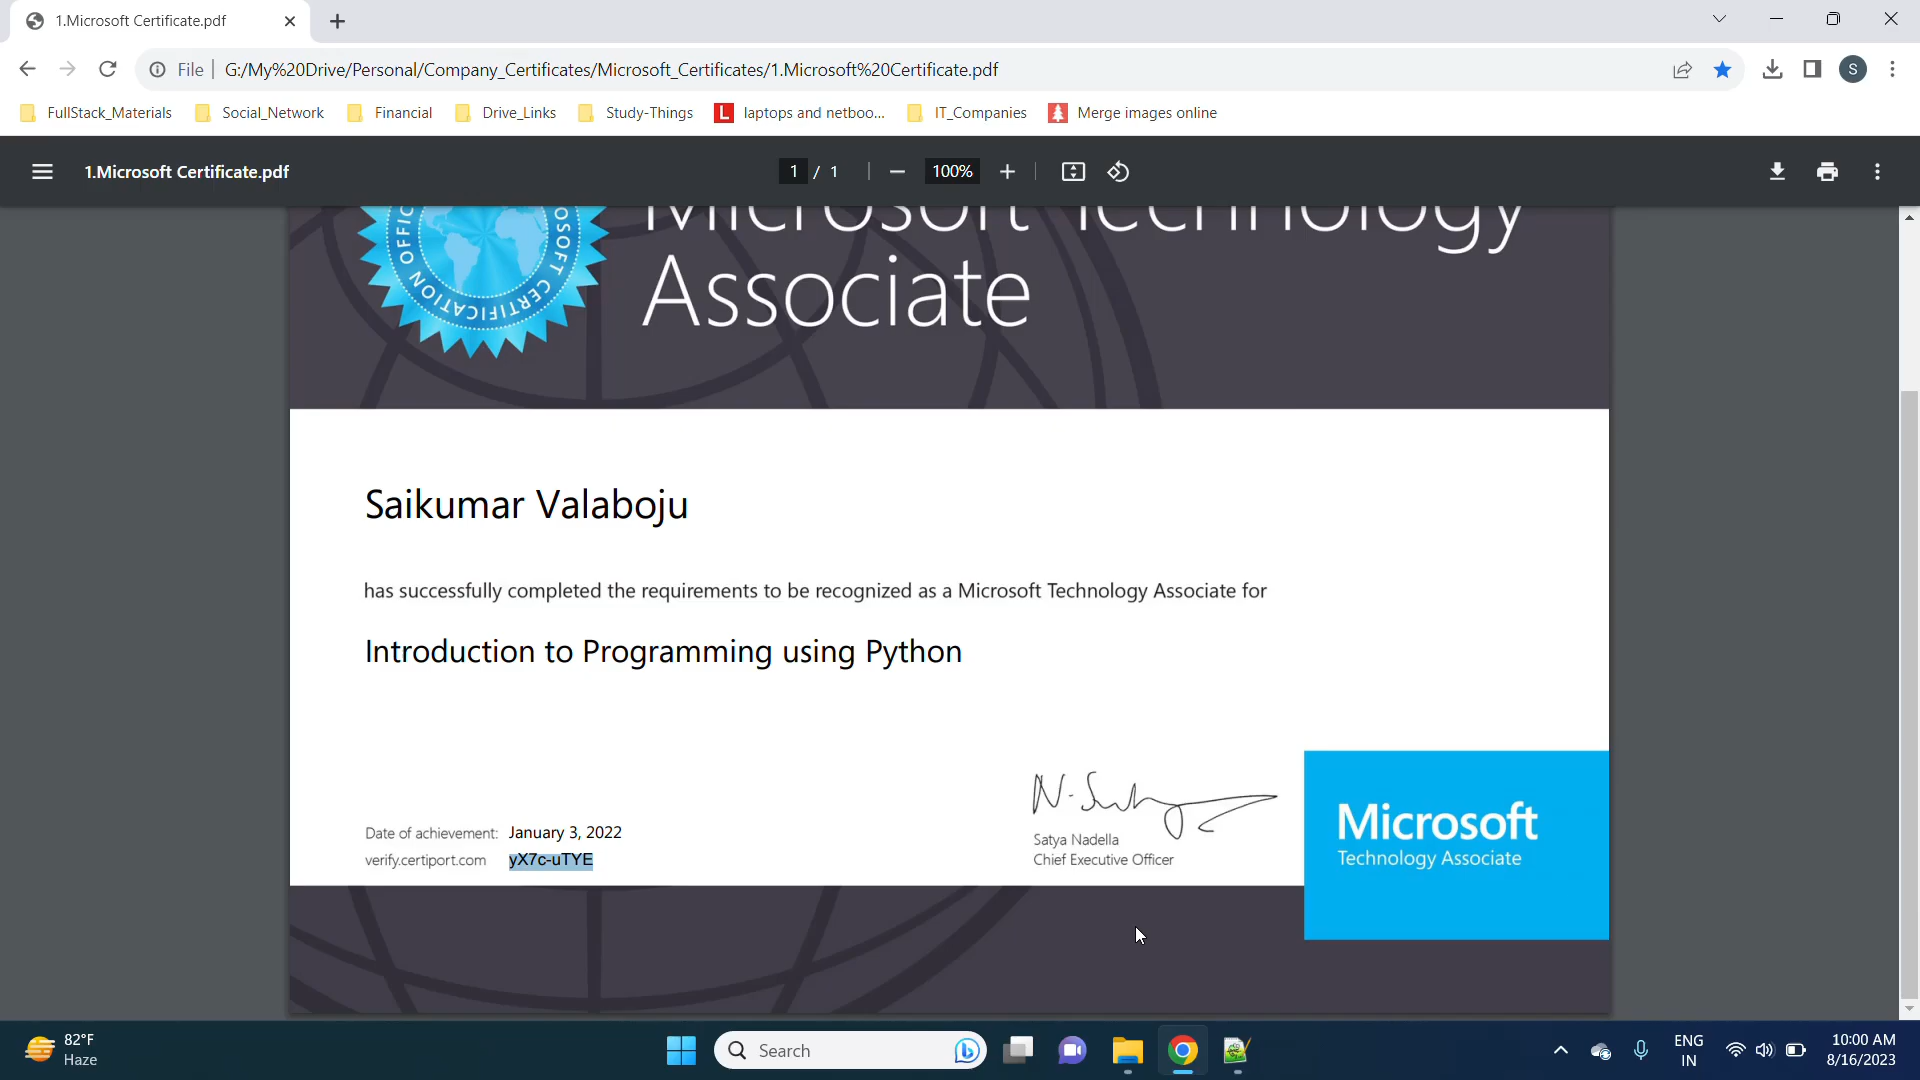 1.Microsoft Certificate.pdf
File | G:/My%20Drive/Personal/Company_Certificates/Microsoft_Certificates/1.Microsoft%20Certificate.pdf
S
FullStack_Materials Social_Network Financial Drive_Links Study-Things L laptops and netboo... IT_Companies Merge images online
1.Microsoft Certificate.pdf 1 / 1 100%
Microsoft Technology
Associate
MICROSOFT CERTIFICATION
Saikumar Valaboju
has successfully completed the requirements to be recognized as a Microsoft Technology Associate for
Introduction to Programming using Python
Date of achievement: January 3, 2022
verify.certiport.com yX7c-uTYE
Satya Nadella
Chief Executive Officer
Microsoft
Technology Associate
82°F
Haze
Search
ENG
IN
10:00 AM
8/16/2023